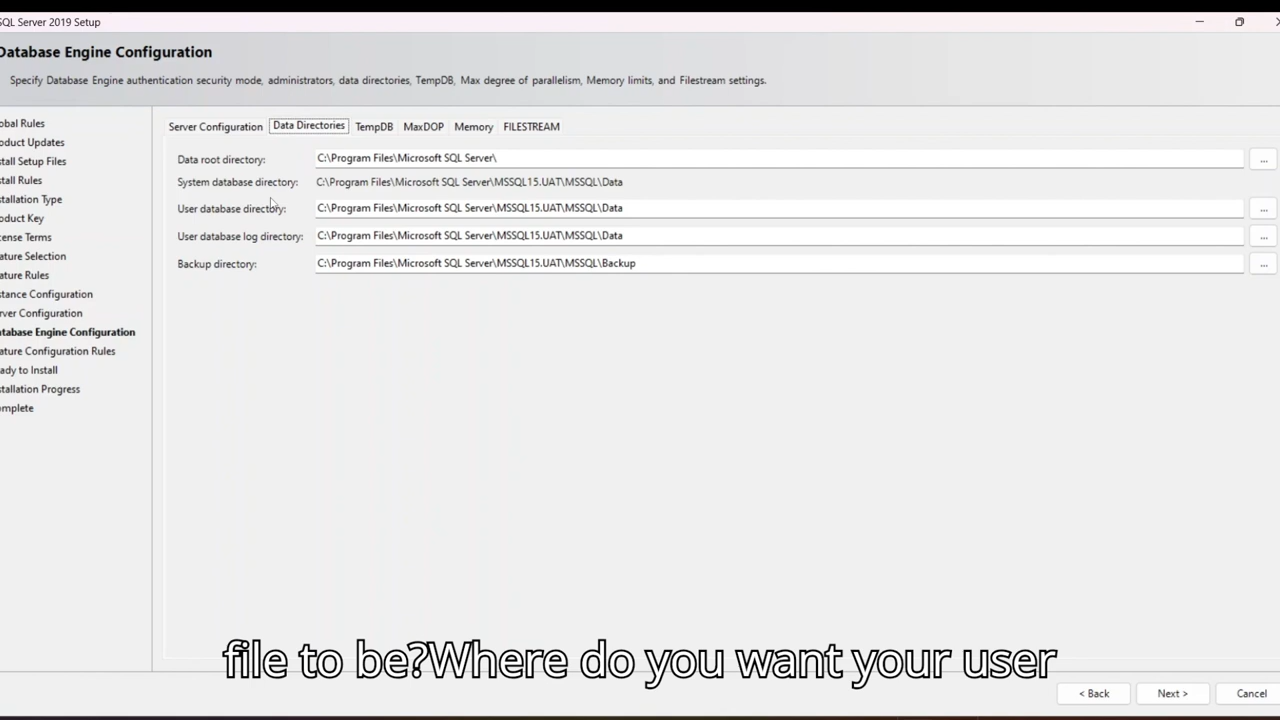 SQL Server 2019 Setup
Database Engine Configuration
Specify Database Engine authentication security mode, administrators, data directories, TempDB, Max degree of parallelism, Memory limits, and Filestream settings.
obal Rules
oduct Updates
stall Setup Files
stall Rules
stallation Type
oduct Key
ense Terms
ature Selection
ature Rules
stance Configuration
rver Configuration
atabase Engine Configuration
ature Configuration Rules
ady to Install
stallation Progress
omplete
Server Configuration Data Directories TempDB MaxDOP Memory FILESTREAM
Data root directory: C:\Program Files\Microsoft SQL Server\ ...
System database directory: C:\Program Files\Microsoft SQL Server\MSSQL15.UAT\MSSQL\Data
User database directory: C:\Program Files\Microsoft SQL Server\MSSQL15.UAT\MSSQL\Data ...
User database log directory: C:\Program Files\Microsoft SQL Server\MSSQL15.UAT\MSSQL\Data ...
Backup directory: C:\Program Files\Microsoft SQL Server\MSSQL15.UAT\MSSQL\Backup ...
file to be?Where do you want your user
< Back Next > Cancel